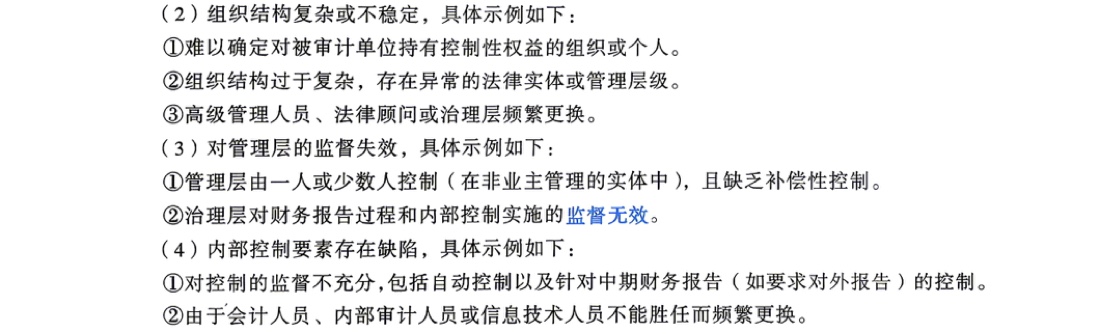 （2）组织结构复杂或不稳定，具体示例如下：
①难以确定对被审计单位持有控制性权益的组织或个人。
②组织结构过于复杂，存在异常的法律实体或管理层级。
③高级管理人员、法律顾问或治理层频繁更换。
（3）对管理层的监督失效，具体示例如下：
①管理层由一人或少数人控制（在非业主管理的实体中），且缺乏补偿性控制。
②治理层对财务报告过程和内部控制实施的监督无效。
（4）内部控制要素存在缺陷，具体示例如下：
①对控制的监督不充分，包括自动控制以及针对中期财务报告（如要求对外报告）的控制。
②由于会计人员、内部审计人员或信息技术人员不能胜任而频繁更换。